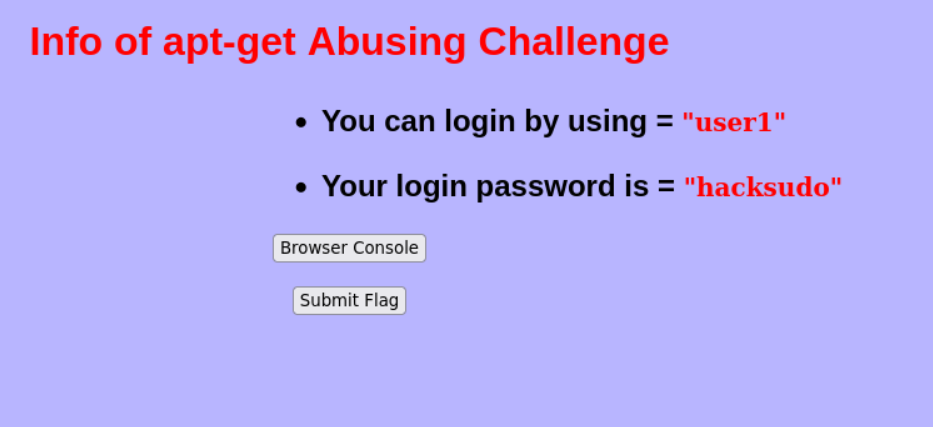 Info of apt-get Abusing Challenge
• You can login by using = "user1"
• Your login password is = "hacksudo"
Browser Console
Submit Flag